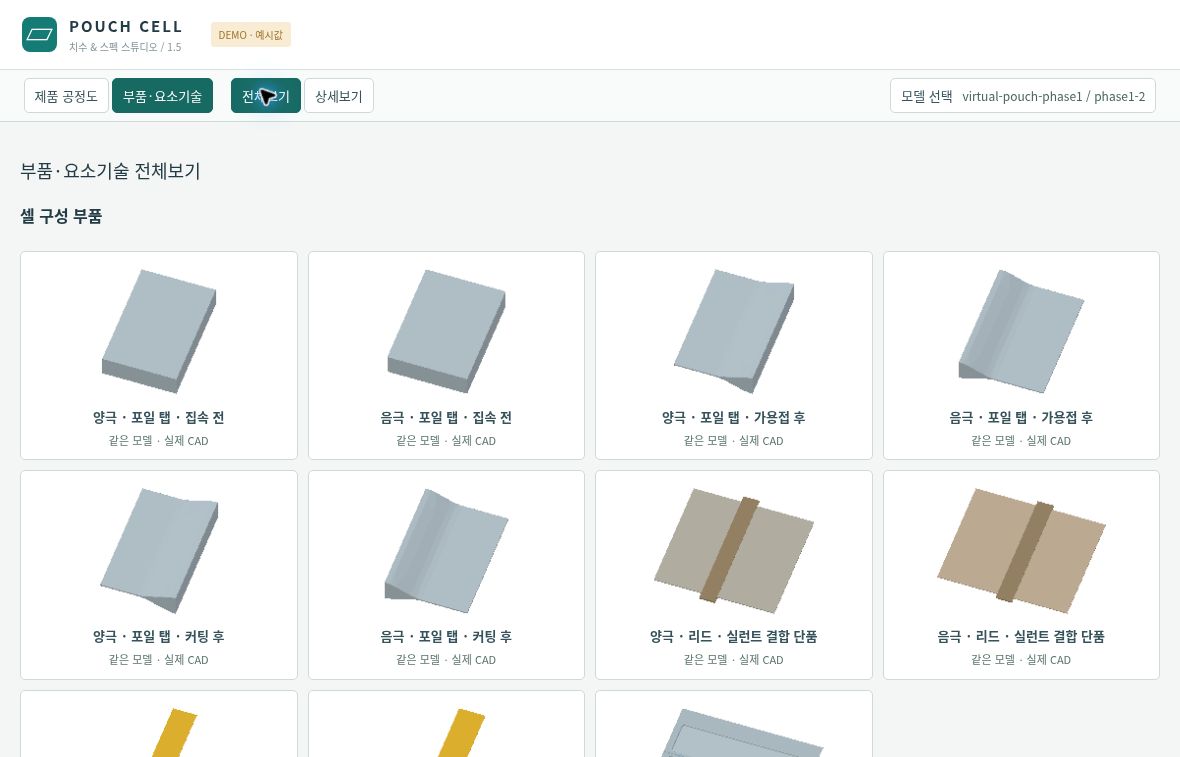 POUCH CELL
치수 & 스펙 스튜디오 / 1.5
DEMO · 예시값
제품 공정도
부품·요소기술
상세보기
모델 선택 virtual-pouch-phase1 / phase1-2
부품·요소기술 전체보기
셀 구성 부품
양극 · 포일 탭 · 집속 전
같은 모델 · 실제 CAD
음극 · 포일 탭 · 집속 전
같은 모델 · 실제 CAD
양극 · 포일 탭 · 가용접 후
같은 모델 · 실제 CAD
음극 · 포일 탭 · 가용접 후
같은 모델 · 실제 CAD
양극 · 포일 탭 · 커팅 후
같은 모델 · 실제 CAD
음극 · 포일 탭 · 커팅 후
같은 모델 · 실제 CAD
양극 · 리드 · 실런트 결합 단품
같은 모델 · 실제 CAD
음극 · 리드 · 실런트 결합 단품
같은 모델 · 실제 CAD